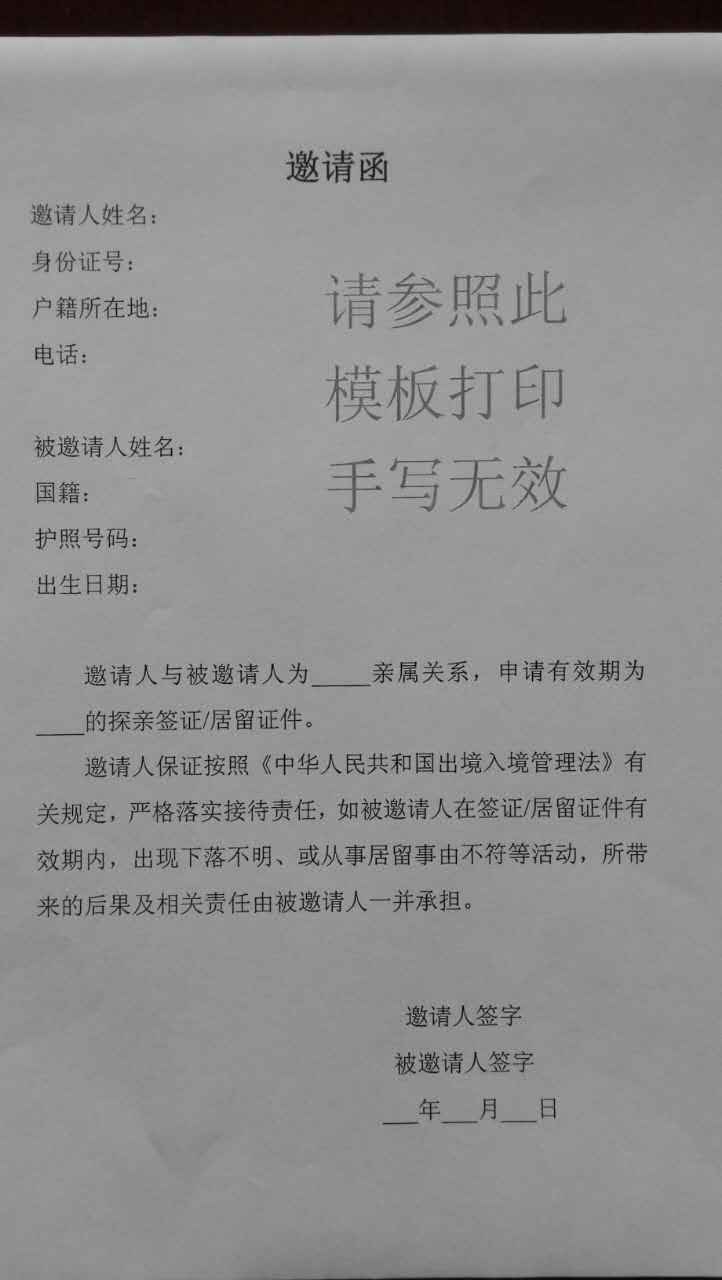 邀请函
邀请人姓名：
身份证号：
户籍所在地：
电话：
请参照此
模板打印
手写无效
被邀请人姓名：
国籍：
护照号码：
出生日期：
邀请人与被邀请人为_____亲属关系，申请有效期为
____的探亲签证/居留证件。
邀请人保证按照《中华人民共和国出境入境管理法》有
关规定，严格落实接待责任，如被邀请人在签证/居留证件有
效期内，出现下落不明、或从事居留事由不符等活动，所带
来的后果及相关责任由被邀请人一并承担。
邀请人签字
被邀请人签字
___年___月___日